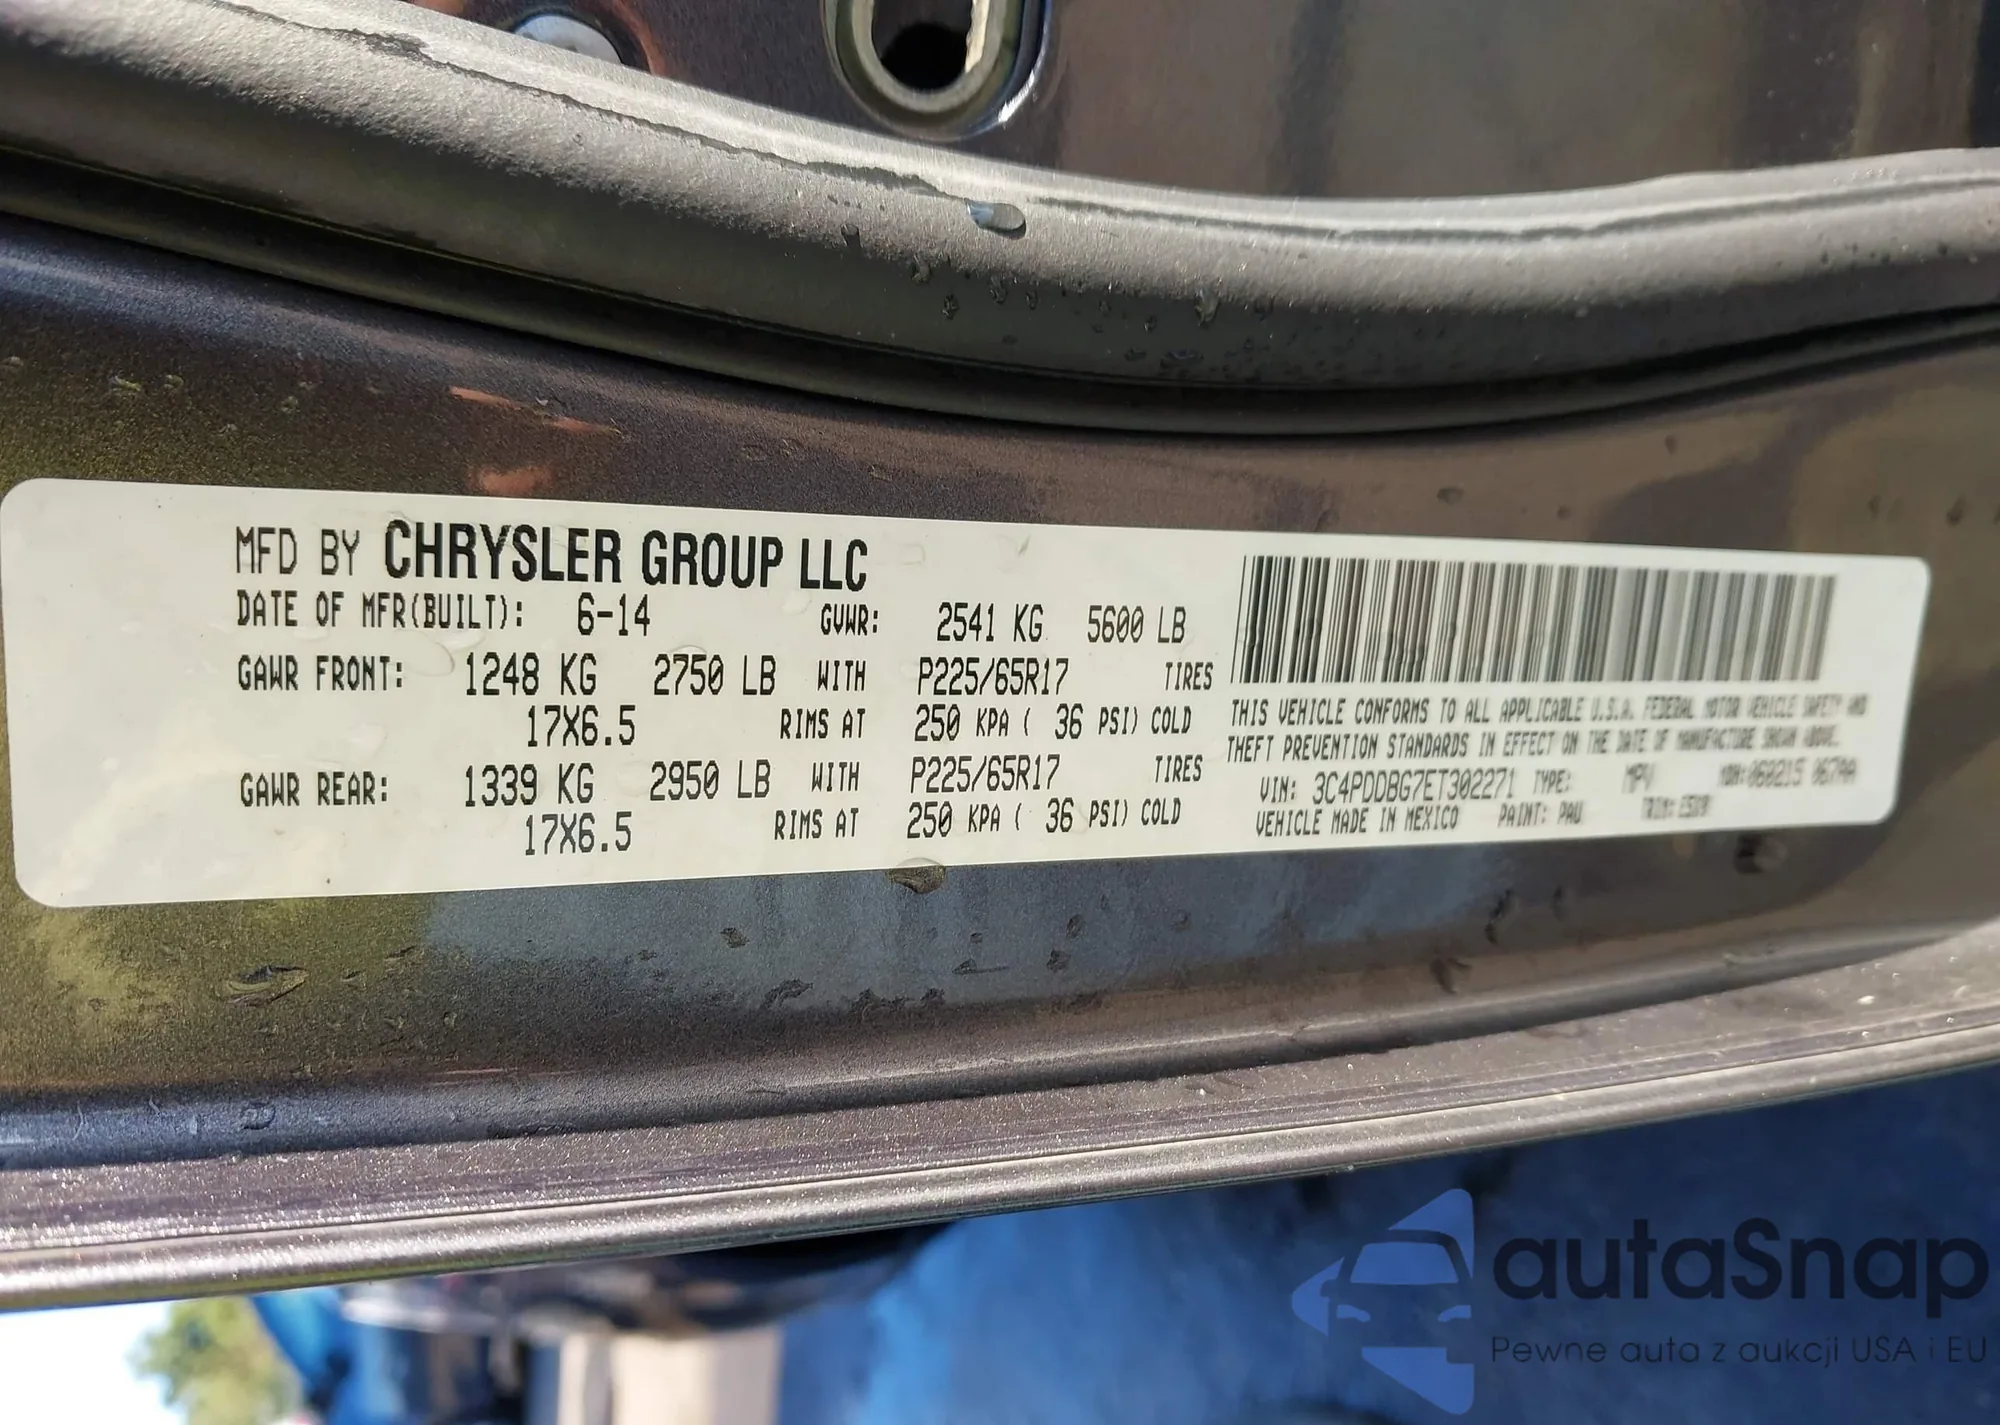 MFD BY CHRYSLER GROUP LLC
DATE OF MFR(BUILT): 6-14 GVWR: 2541 KG 5600 LB
GAWR FRONT: 1248 KG 2750 LB WITH P225/65R17 TIRES
17X6.5 RIMS AT 250 KPA ( 36 PSI) COLD
GAWR REAR: 1339 KG 2950 LB WITH P225/65R17 TIRES
17X6.5 RIMS AT 250 KPA ( 36 PSI) COLD
THIS VEHICLE CONFORMS TO ALL APPLICABLE U.S.A. FEDERAL MOTOR VEHICLE SAFETY AND
THEFT PREVENTION STANDARDS IN EFFECT ON THE DATE OF MANUFACTURE SHOWN ABOVE.
VIN: 3C4PDDBG7ET302271 TYPE: MPV MDH:
VEHICLE MADE IN MEXICO PAINT: PAU TRIM:
autaSnap
Pewne auta z aukcji USA i EU